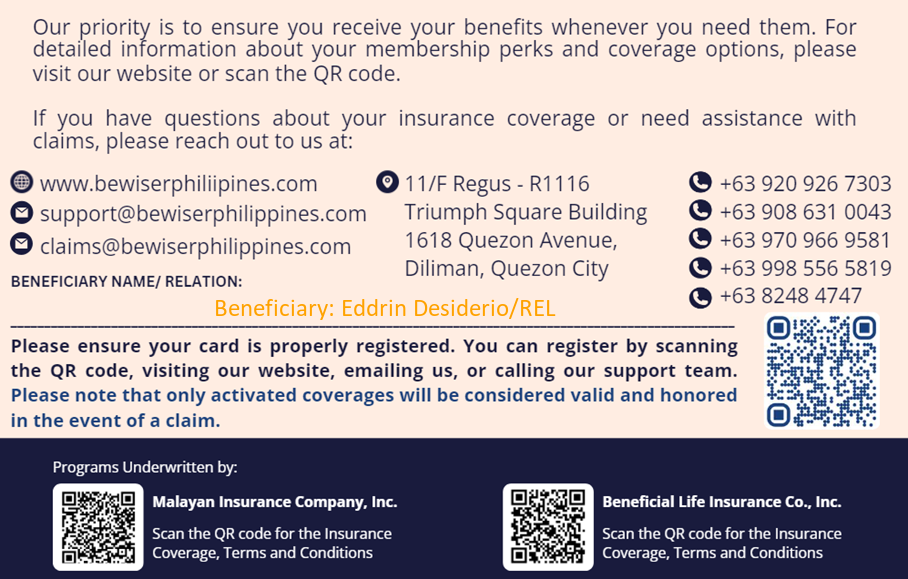 Our priority is to ensure you receive your benefits whenever you need them. For
detailed information about your membership perks and coverage options, please
visit our website or scan the QR code.
If you have questions about your insurance coverage or need assistance with
claims, please reach out to us at:
www.bewiserphiliipines.com
support@bewiserphilippines.com
claims@bewiserphilippines.com
11/F Regus - R1116
Triumph Square Building
1618 Quezon Avenue,
Diliman, Quezon City
+63 920 926 7303
+63 908 631 0043
+63 970 966 9581
+63 998 556 5819
+63 8248 4747
BENEFICIARY NAME/ RELATION:
Beneficiary: Eddrin Desiderio/REL
Please ensure your card is properly registered. You can register by scanning
the QR code, visiting our website, emailing us, or calling our support team.
Please note that only activated coverages will be considered valid and honored
in the event of a claim.
Programs Underwritten by:
Malayan Insurance Company, Inc.
Scan the QR code for the Insurance
Coverage, Terms and Conditions
Beneficial Life Insurance Co., Inc.
Scan the QR code for the Insurance
Coverage, Terms and Conditions